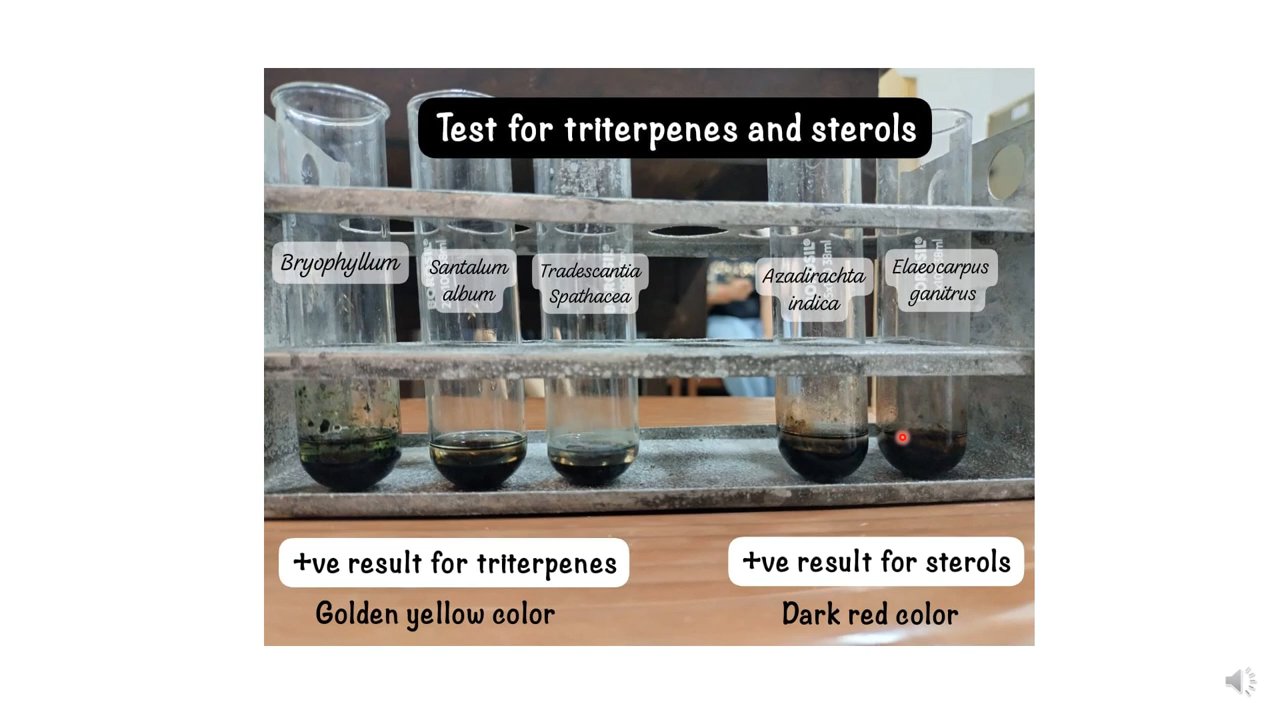 Test for triterpenes and sterols
Bryophyllum
Santalum
album
Tradescantia
Spathacea
Azadirachta
indica
Elaeocarpus
ganitrus
BOROSIL
+ve result for triterpenes
+ve result for sterols
Golden yellow color
Dark red color